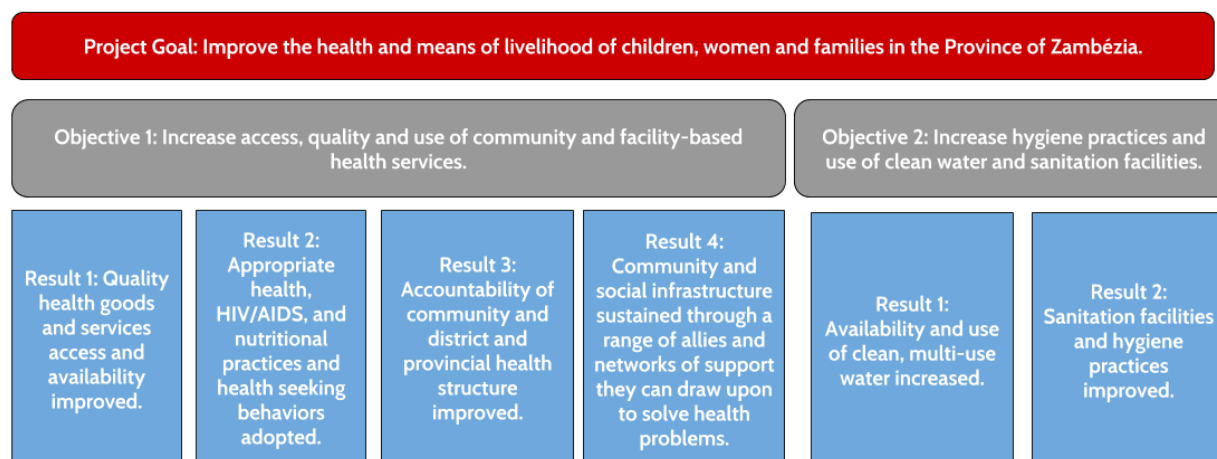 Project Goal: Improve the health and means of livelihood of children, women and families in the Province of Zambézia.
Objective 1: Increase access, quality and use of community and facility-based
health services.
Objective 2: Increase hygiene practices and
use of clean water and sanitation facilities.
Result 1: Quality
health goods
and services
access and
availability
improved.
Result 2:
Appropriate
health,
HIV/AIDS, and
nutritional
practices and
health seeking
behaviors
adopted.
Result 3:
Accountability of
community and
district and
provincial health
structure
improved.
Result 4:
Community and
social infrastructure
sustained through a
range of allies and
networks of support
they can draw upon
to solve health
problems.
Result 1:
Availability and use
of clean, multi-use
water increased.
Result 2:
Sanitation facilities
and hygiene
practices
improved.